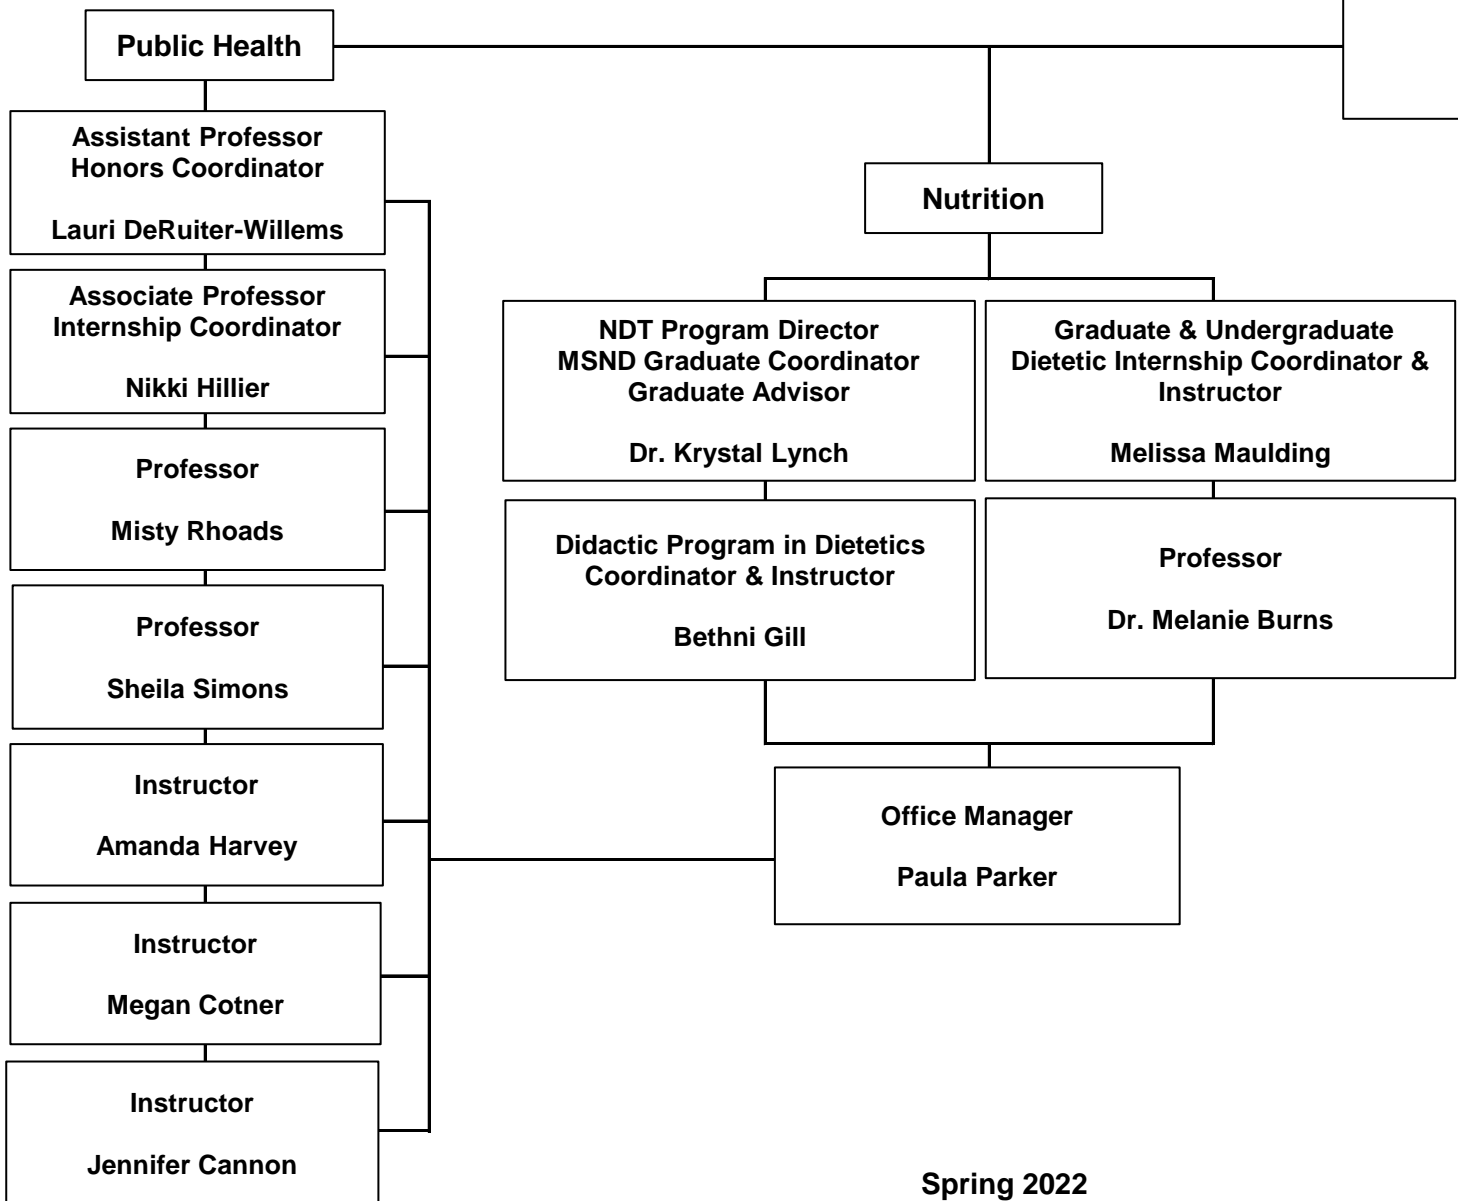 Public Health
Assistant Professor
Honors Coordinator
Lauri DeRuiter-Willems
Associate Professor
Internship Coordinator
Nikki Hillier
Professor
Misty Rhoads
Professor
Sheila Simons
Instructor
Amanda Harvey
Instructor
Megan Cotner
Instructor
Jennifer Cannon
Nutrition
NDT Program Director
MSND Graduate Coordinator
Graduate Advisor
Dr. Krystal Lynch
Graduate & Undergraduate
Dietetic Internship Coordinator &
Instructor
Melissa Maulding
Didactic Program in Dietetics
Coordinator & Instructor
Bethni Gill
Professor
Dr. Melanie Burns
Office Manager
Paula Parker
Spring 2022